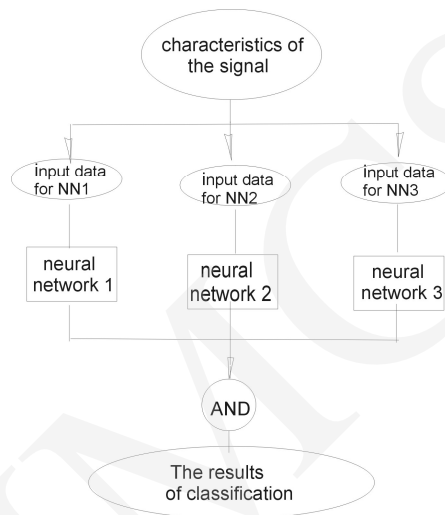 characteristics of
the signal
input data
for NN1
input data
for NN2
input data
for NN3
neural
network 1
neural
network 2
neural
network 3
AND
The results
of classification